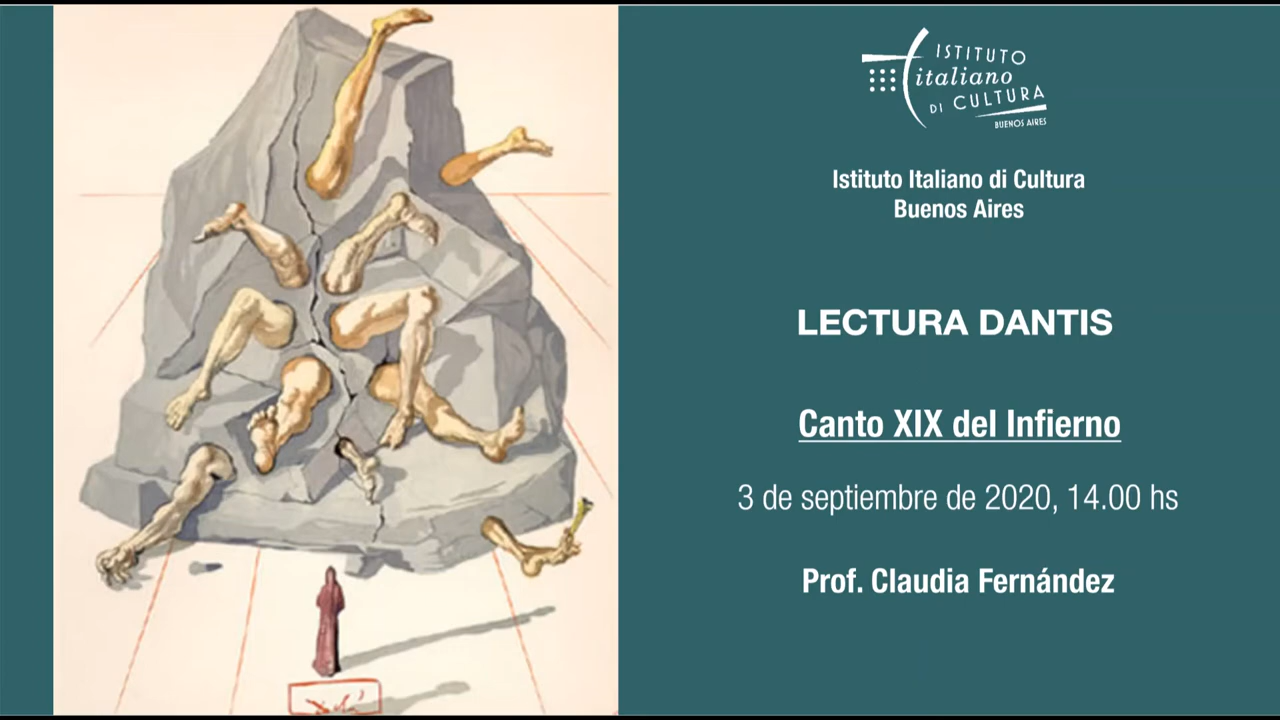 ISTITUTO
italiano
DI CULTURA
BUENOS AIRES
Istituto Italiano di Cultura
Buenos Aires
LECTURA DANTIS
Canto XIX del Infierno
3 de septiembre de 2020, 14.00 hs
Prof. Claudia Fernández